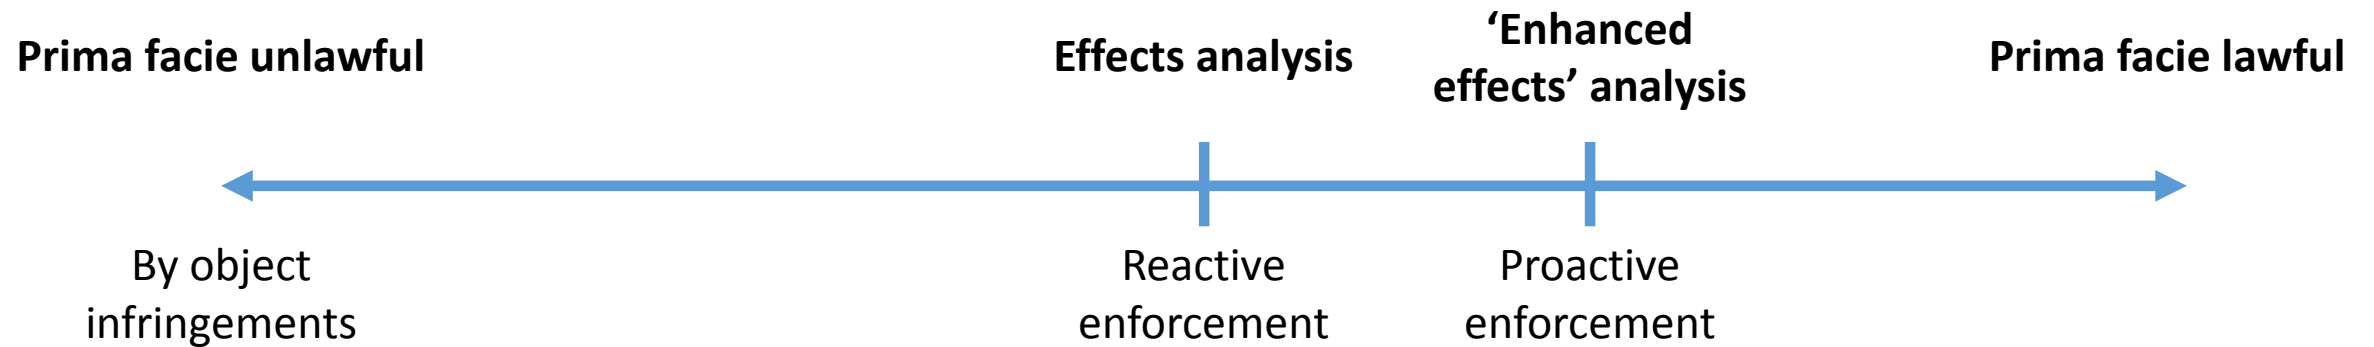 Prima facie unlawful
Effects analysis
‘Enhanced
effects’ analysis
Prima facie lawful
By object
infringements
Reactive
enforcement
Proactive
enforcement